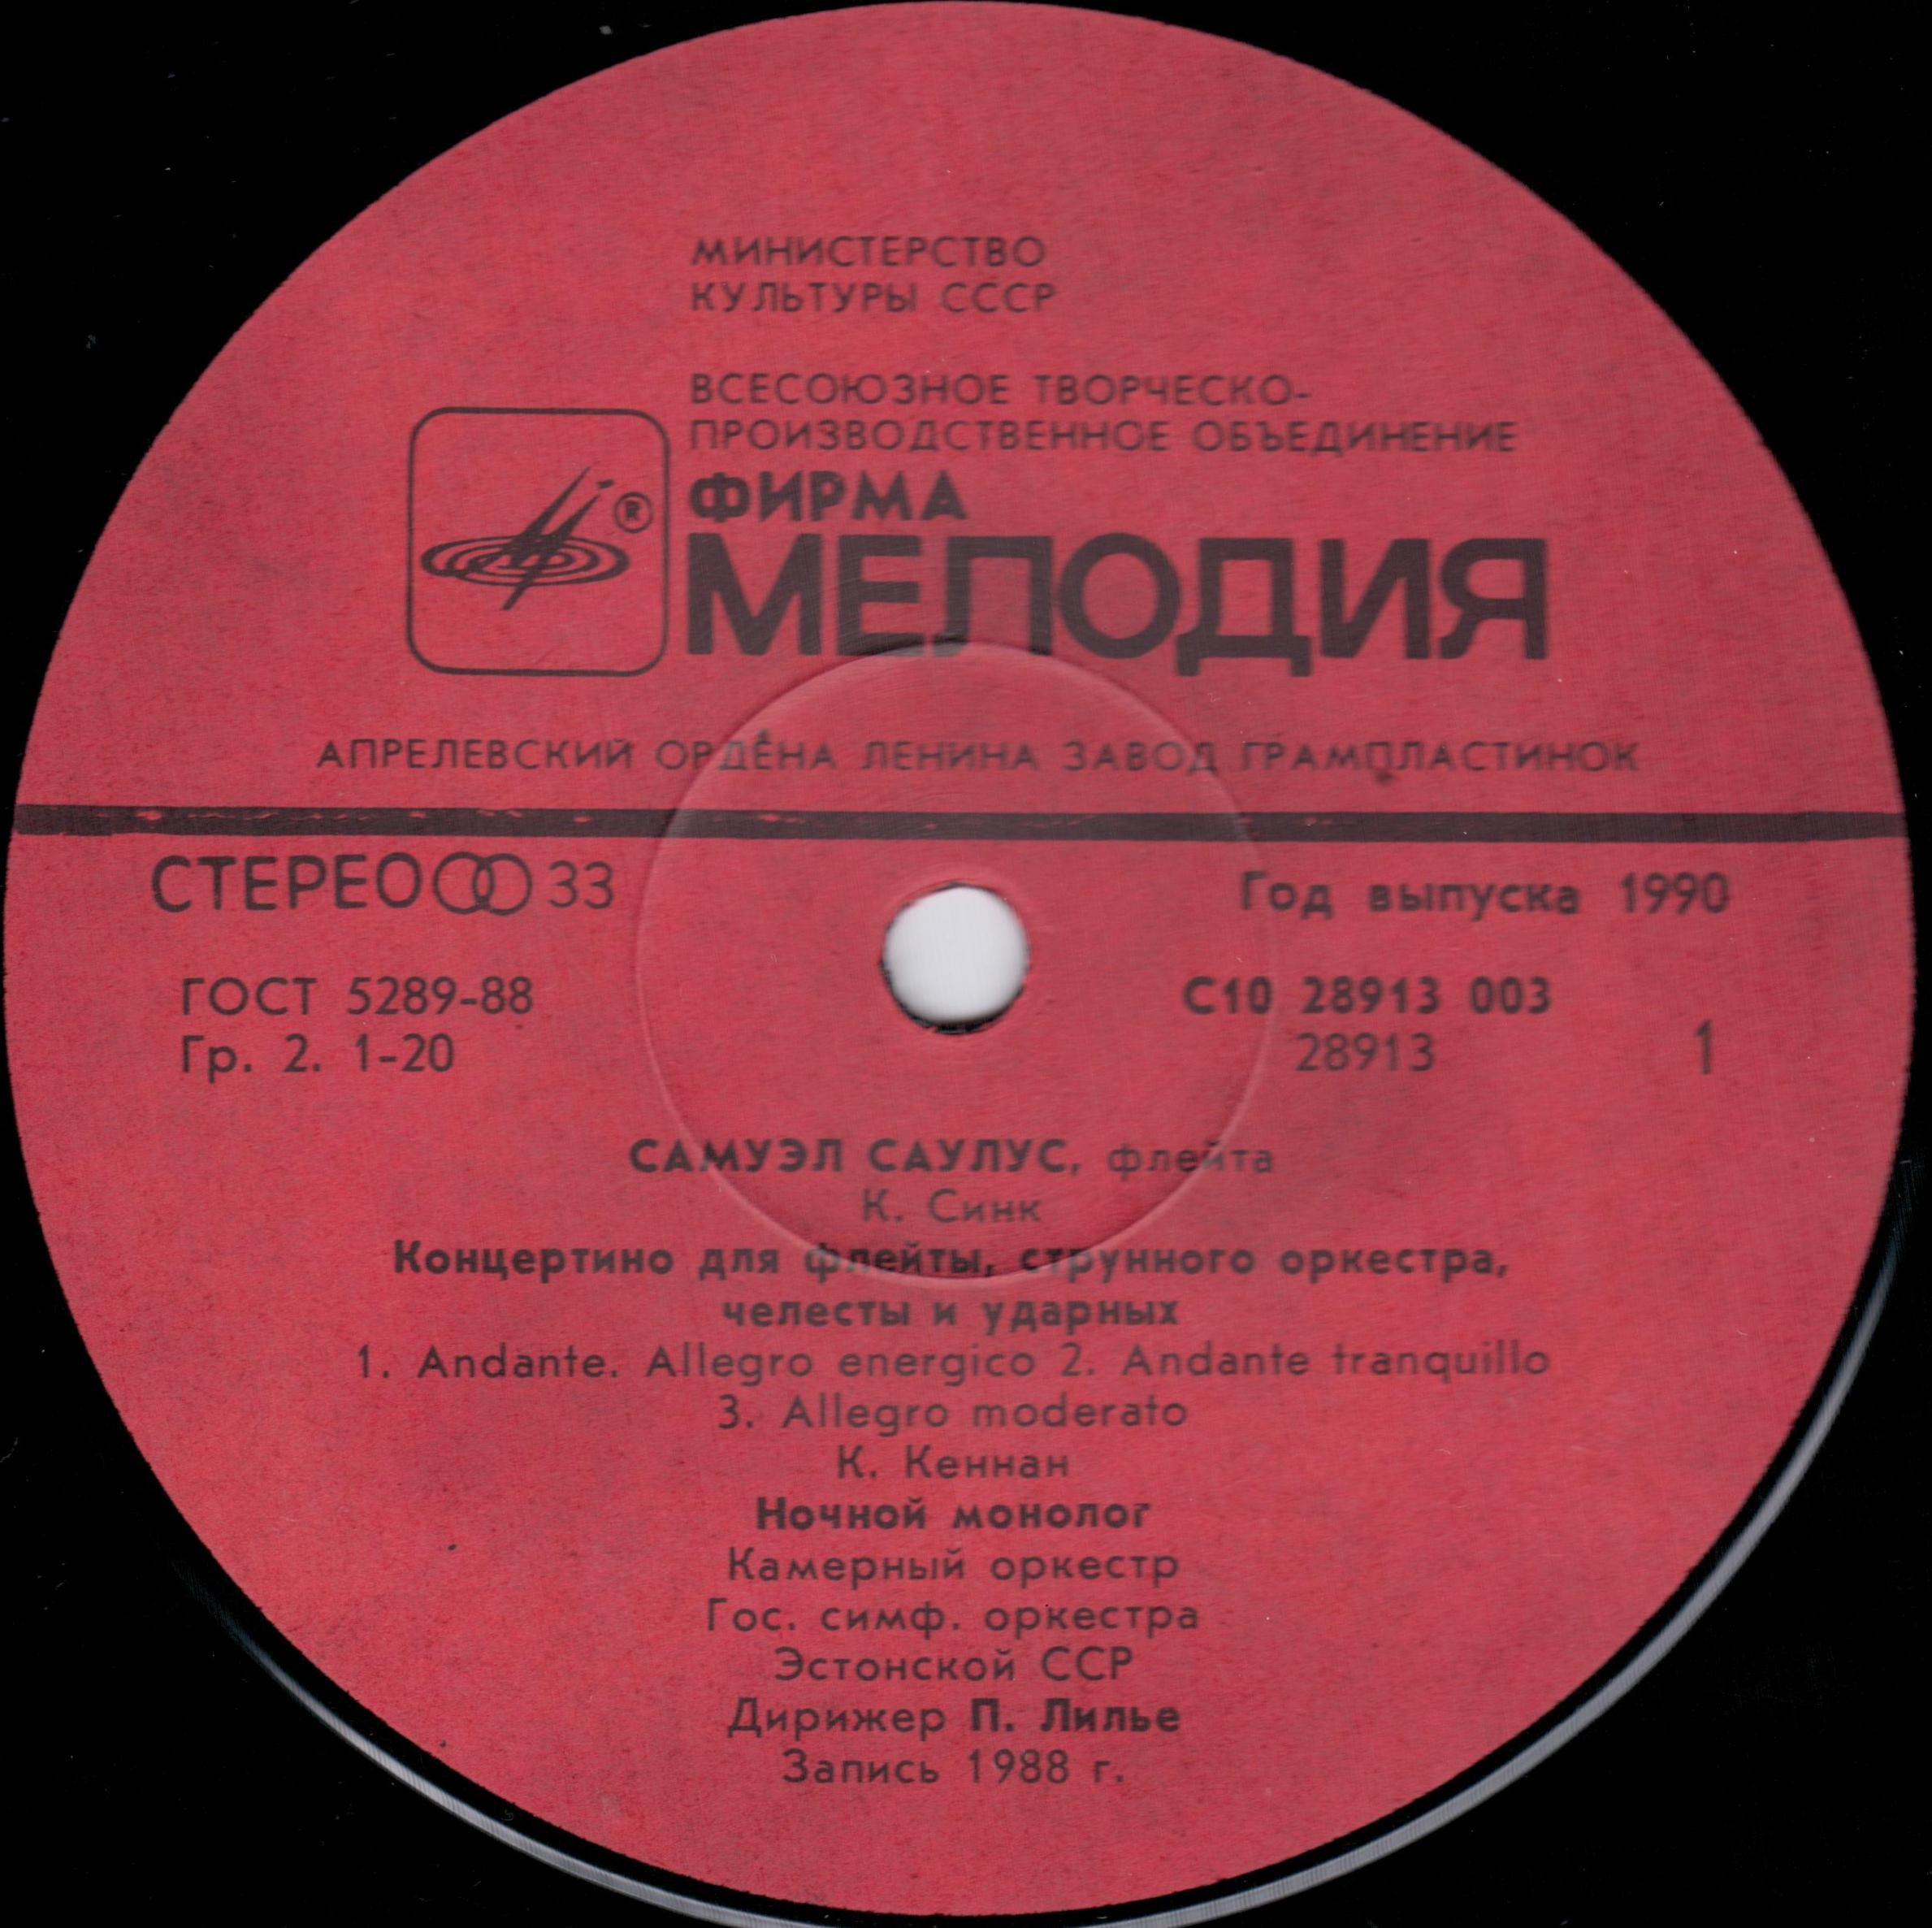 МИНИСТЕРСТВО
КУЛЬТУРЫ СССР
ВСЕСОЮЗНОЕ ТВОРЧЕСКО-
ПРОИЗВОДСТВЕННОЕ ОБЪЕДИНЕНИЕ
®
ФИРМА
МЕЛОДИЯ
АПРЕЛЕВСКИЙ ОРДЕНА ЛЕНИНА ЗАВОД ГРАМПЛАСТИНОК
СТЕРЕО 33
Год выпуска 1990
ГОСТ 5289-88
С10 28913 003
Гр. 2. 1-20
28913 1
САМУЭЛ САУЛУС, флейта
К. Синк
Концертино для флейты, струнного оркестра,
челесты и ударных
1. Andante. Allegro energico 2. Andante tranquillo
3. Allegro moderato
К. Кеннан
Ночной монолог
Камерный оркестр
Гос. симф. оркестра
Эстонской ССР
Дирижер П. Лилье
Запись 1988 г.